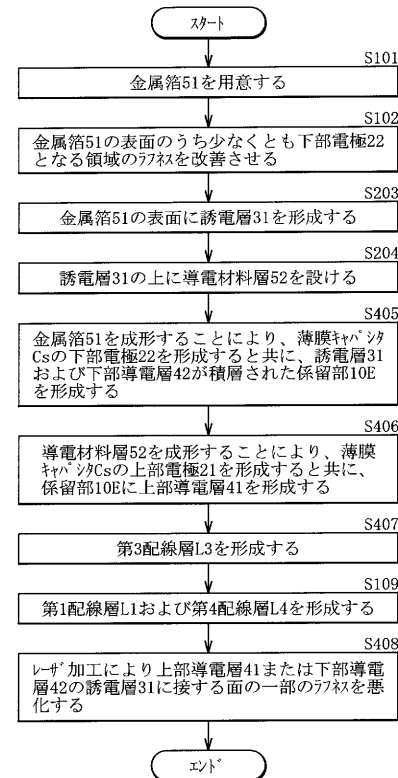 スタート
S101
金属箔51を用意する
S102
金属箔51の表面のうち少なくとも下部電極22
となる領域のラフネスを改善させる
S203
金属箔51の表面に誘電層31を形成する
S204
誘電層31の上に導電材料層52を設ける
S405
金属箔51を成形することにより、薄膜キャパシタ
Csの下部電極22を形成すると共に、誘電層31
および下部導電層42が積層された係留部10E
を形成する
S406
導電材料層52を成形することにより、薄膜
キャパシタCsの上部電極21を形成すると共に、
係留部10Eに上部導電層41を形成する
S407
第3配線層L3を形成する
S109
第1配線層L1および第4配線層L4を形成する
S408
レーザ加工により上部導電層41または下部導電
層42の誘電層31に接する面の一部のラフネスを悪
化する
エンド